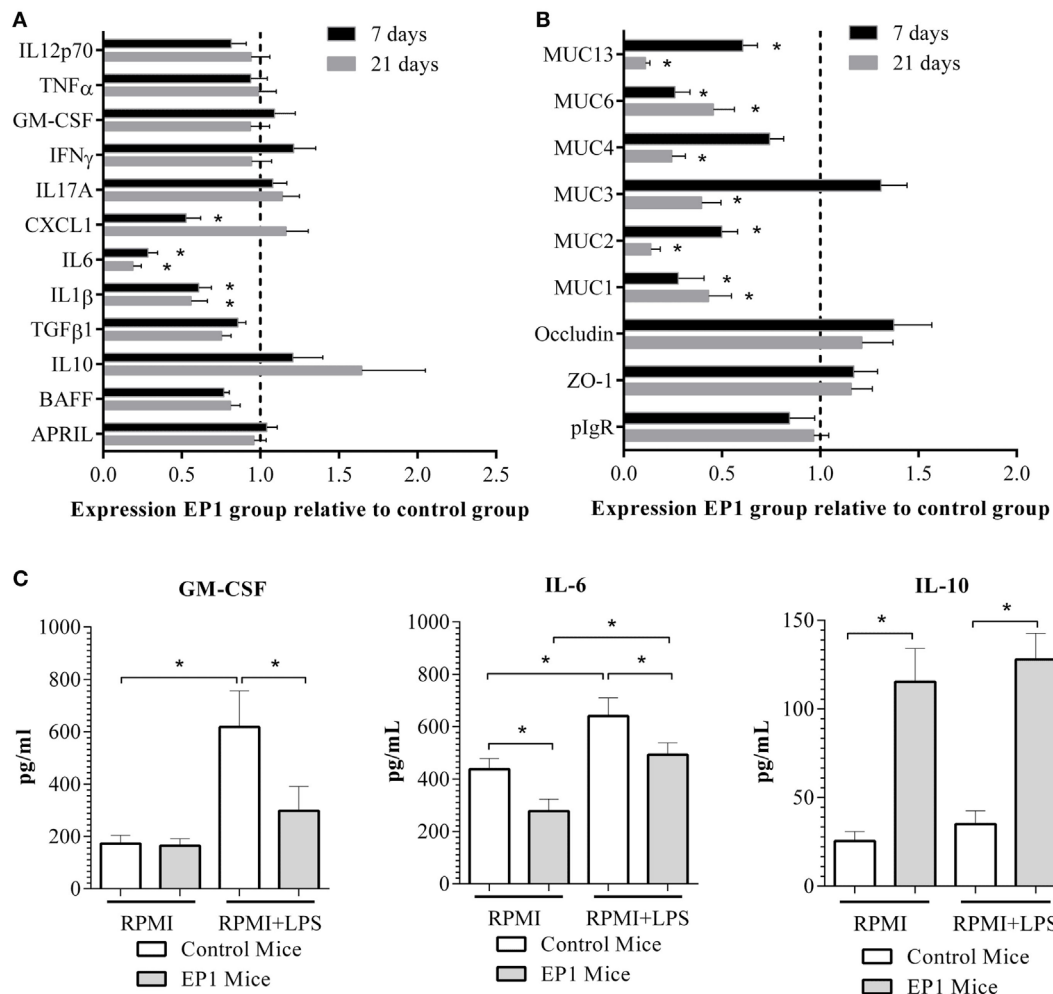 A
7 days
21 days
IL12p70
TNFα
GM-CSF
IFNγ
IL17A
CXCL1
*
IL6
*
*
IL1β
*
*
TGFβ1
IL10
BAFF
APRIL
0.0 0.5 1.0 1.5 2.0 2.5
Expression EP1 group relative to control group
B
7 days
21 days
MUC13
*
*
MUC6
*
*
MUC4
*
MUC3
*
MUC2
*
*
MUC1
*
*
Occludin
ZO-1
pIgR
0.0 0.5 1.0 1.5 2.0
Expression EP1 group relative to control group
C
GM-CSF
pg/ml
1000
800
600
400
200
0
* *
RPMI RPMI+LPS
Control Mice
EP1 Mice
IL-6
pg/mL
1000
800
600
400
200
0
*
* *
*
RPMI RPMI+LPS
Control Mice
EP1 Mice
IL-10
pg/mL
150
100
50
0
* *
RPMI RPMI+LPS
Control Mice
EP1 Mice